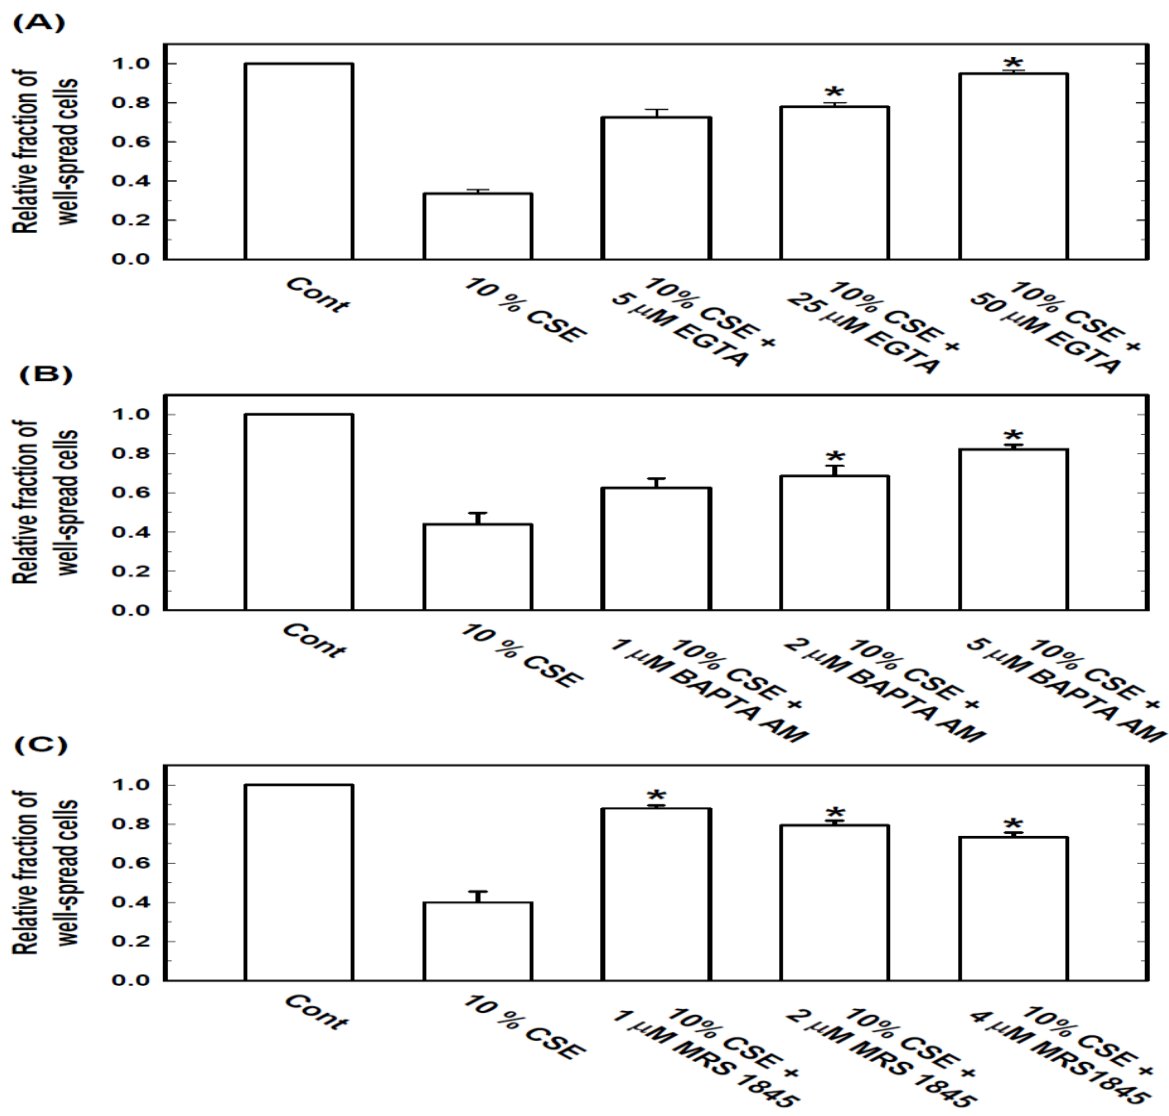 (A)
Relative fraction of
well-spread cells
1.0
0.8
0.6
0.4
0.2
0.0
*
*
Cont
10 % CSE
10% CSE +
5 μM EGTA
10% CSE +
25 μM EGTA
10% CSE +
50 μM EGTA
(B)
Relative fraction of
well-spread cells
1.0
0.8
0.6
0.4
0.2
0.0
*
*
Cont
10 % CSE
10% CSE +
1 μM BAPTA AM
10% CSE +
2 μM BAPTA AM
10% CSE +
5 μM BAPTA AM
(C)
Relative fraction of
well-spread cells
1.0
0.8
0.6
0.4
0.2
0.0
*
*
*
Cont
10 % CSE
10% CSE +
1 μM MRS 1845
10% CSE +
2 μM MRS 1845
10% CSE +
4 μM MRS1845